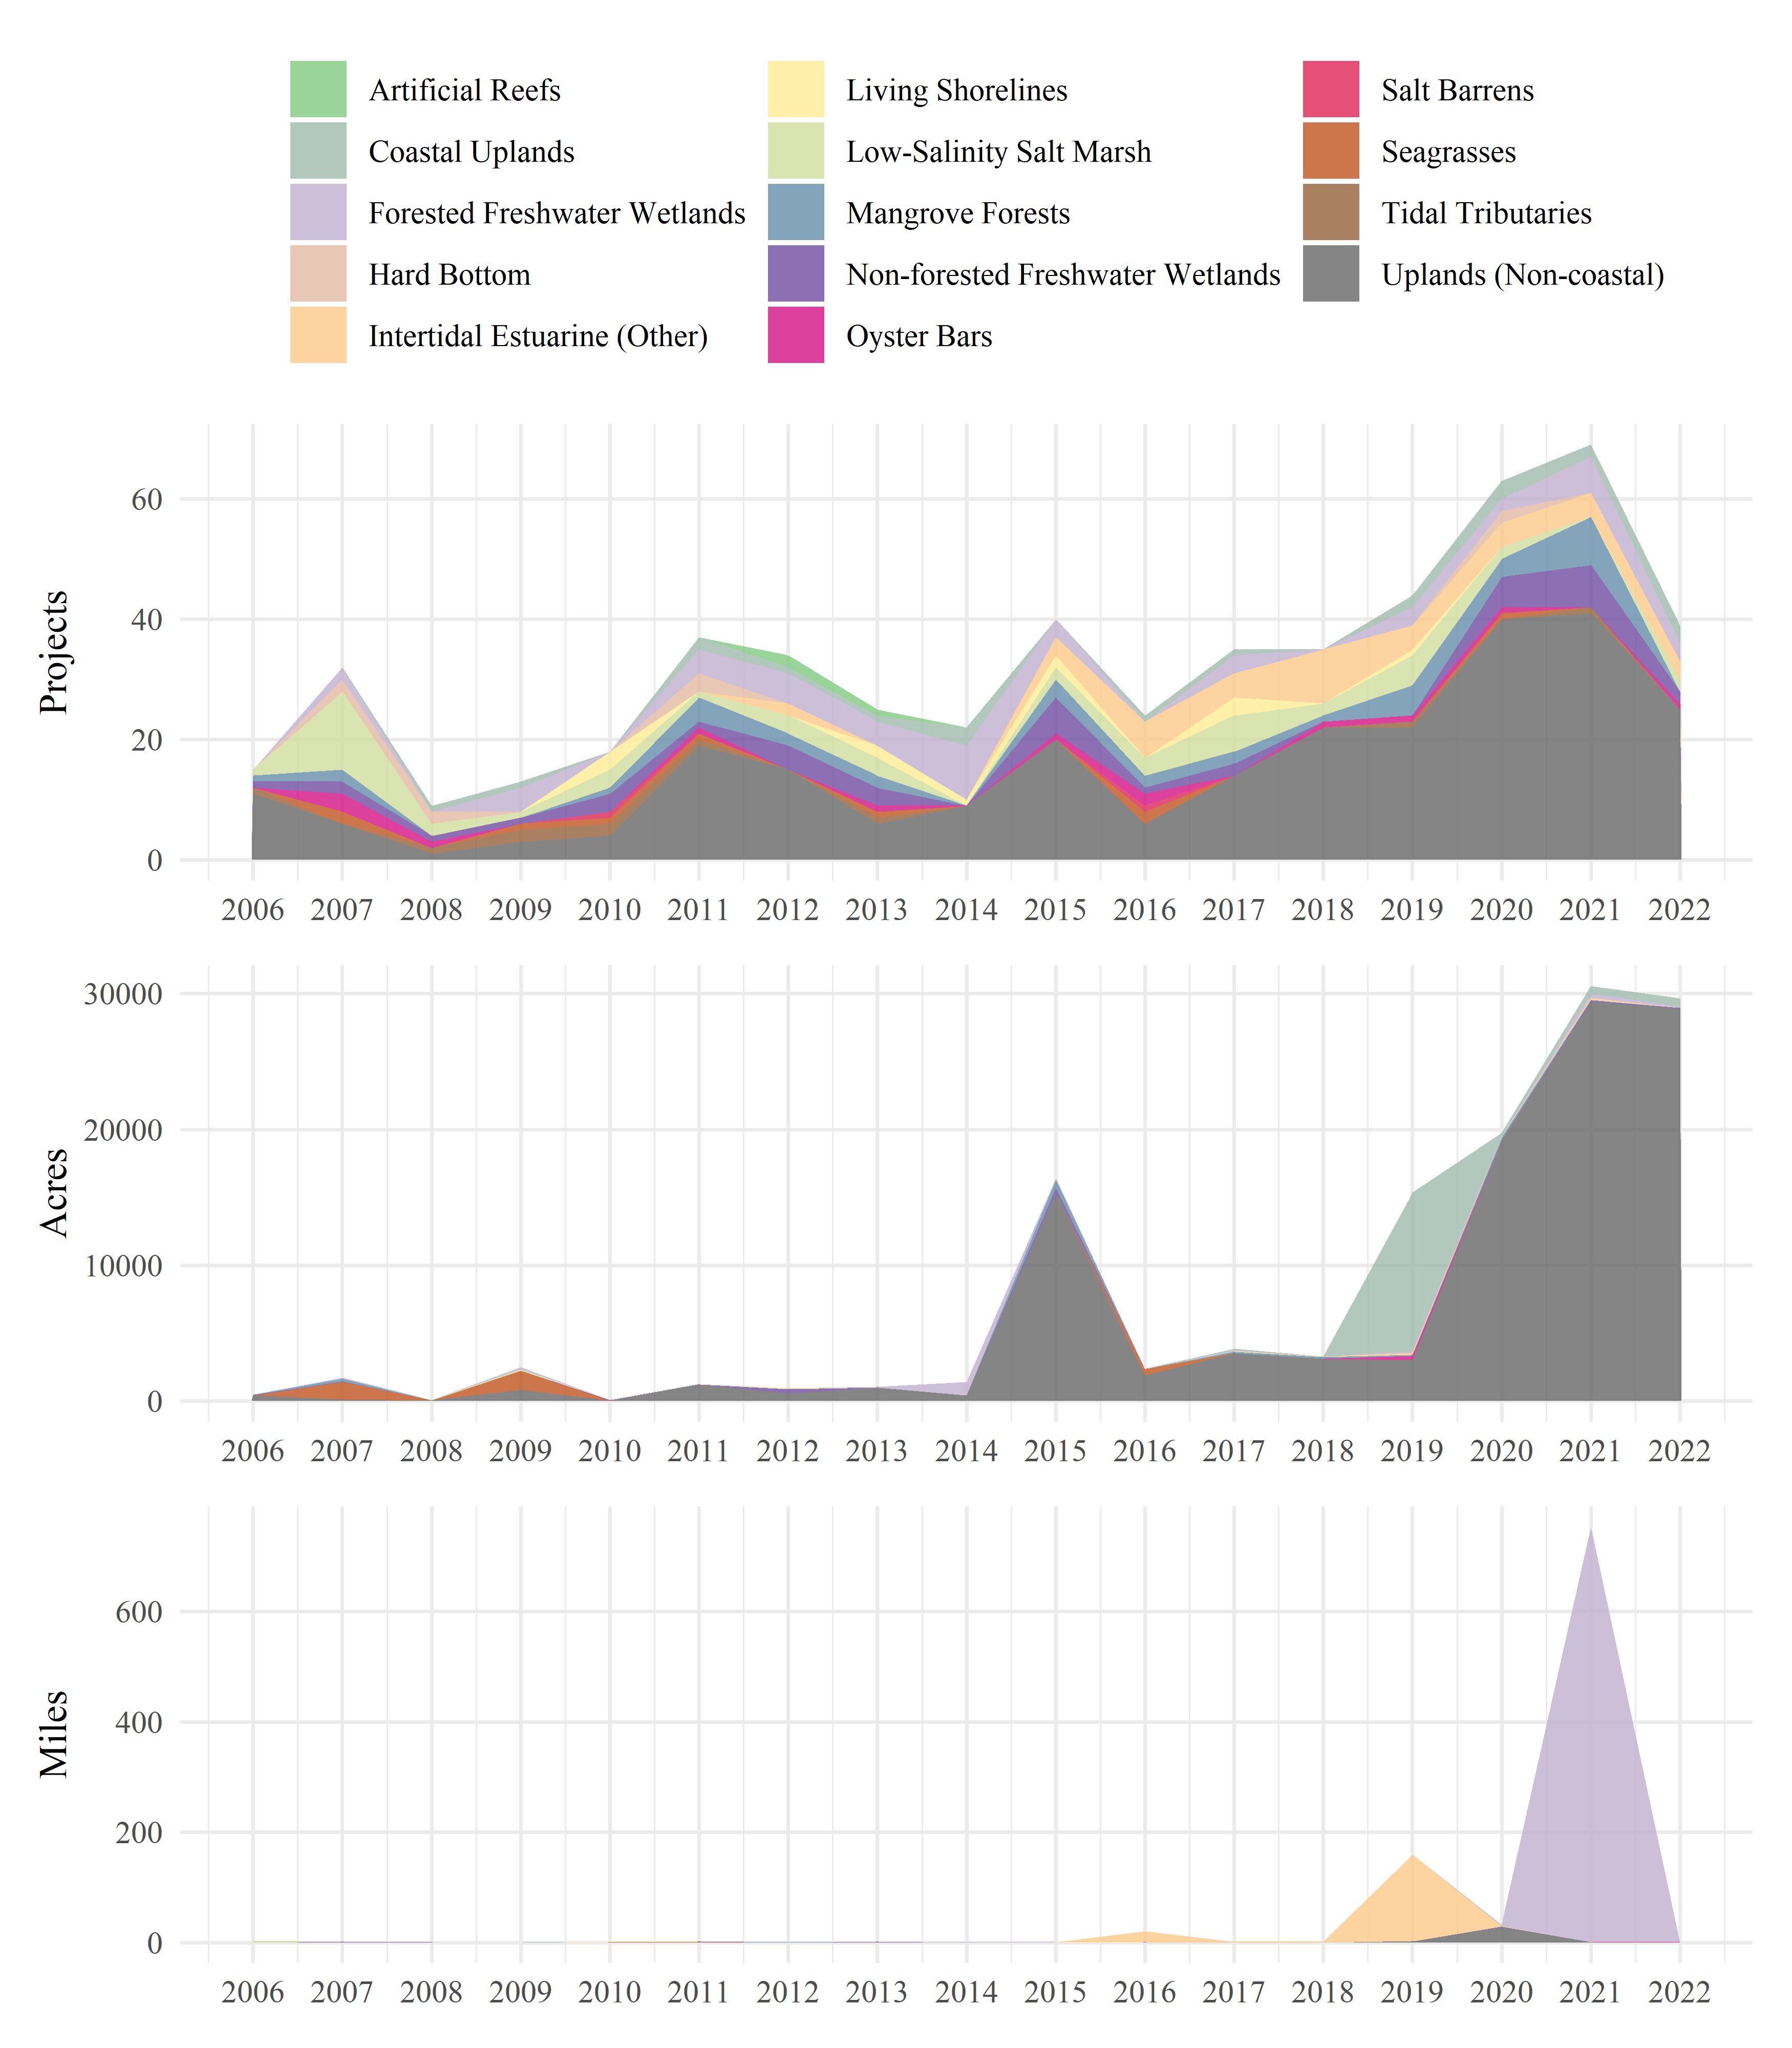 Artificial Reefs
Coastal Uplands
Forested Freshwater Wetlands
Hard Bottom
Intertidal Estuarine (Other)
Living Shorelines
Low-Salinity Salt Marsh
Mangrove Forests
Non-forested Freshwater Wetlands
Oyster Bars
Salt Barrens
Seagrasses
Tidal Tributaries
Uplands (Non-coastal)
Projects
60
40
20
0
2006 2007 2008 2009 2010 2011 2012 2013 2014 2015 2016 2017 2018 2019 2020 2021 2022
Acres
30000
20000
10000
0
2006 2007 2008 2009 2010 2011 2012 2013 2014 2015 2016 2017 2018 2019 2020 2021 2022
Miles
600
400
200
0
2006 2007 2008 2009 2010 2011 2012 2013 2014 2015 2016 2017 2018 2019 2020 2021 2022